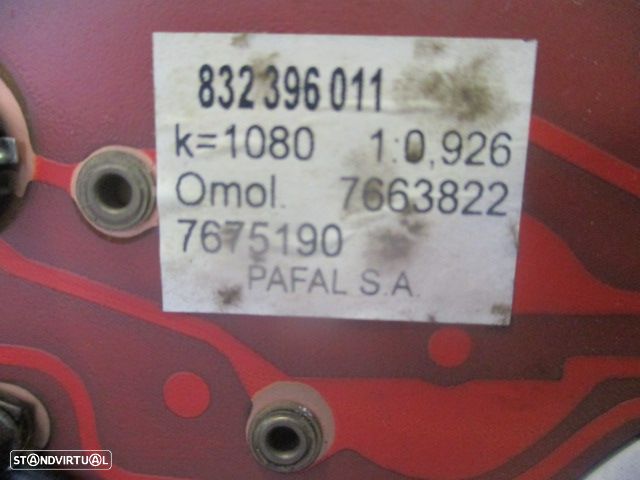 832 396 011
k=1080 1:0,926
Omol. 7663822
7675190
PAFAL S.A.
STANDVIRTUAL